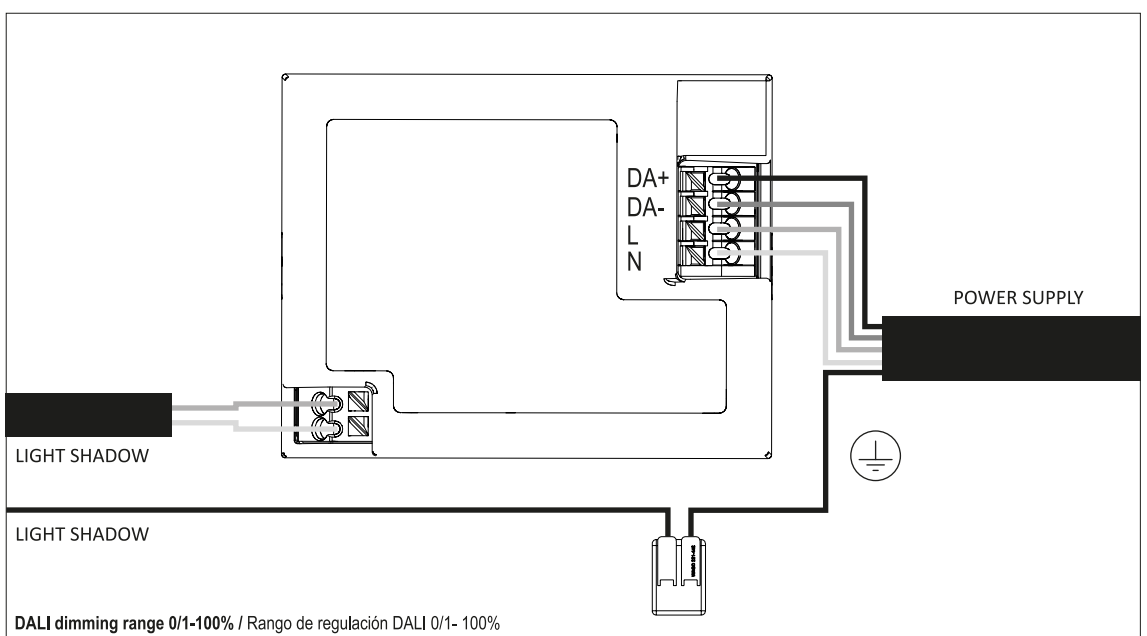 DA+
DA-
L
N
POWER SUPPLY
LIGHT SHADOW
LIGHT SHADOW
DALI dimming range 0/1-100% / Rango de regulación DALI 0/1- 100%